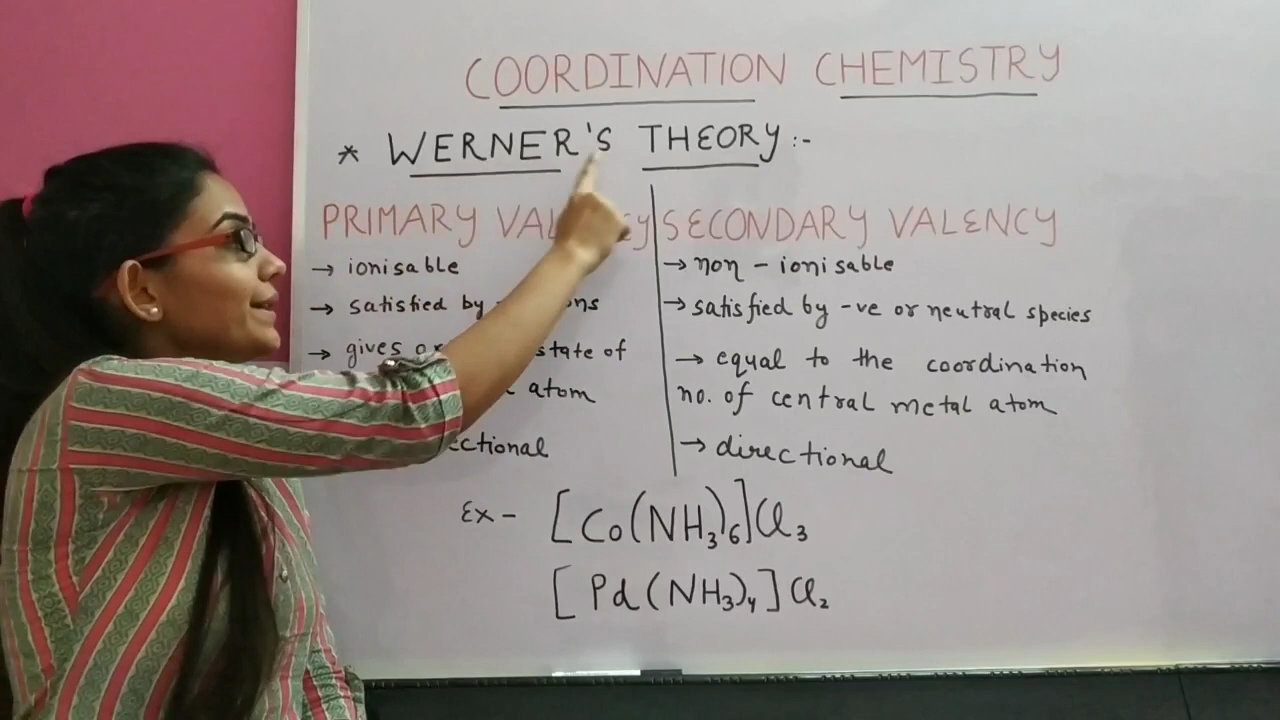 COORDINATION CHEMISTRY
* WERNER'S THEORY :-
PRIMARY
→ ionisable
→ satisfied by
→ gives state of
atom
SECONDARY VALENCY
→ non - ionisable
→ satisfied by -ve or neutral species
→ equal to the coordination
no. of central metal atom
→ directional
Ex - [Co(NH₃)₆]Cl₃
[Pd(NH₃)₄]Cl₂